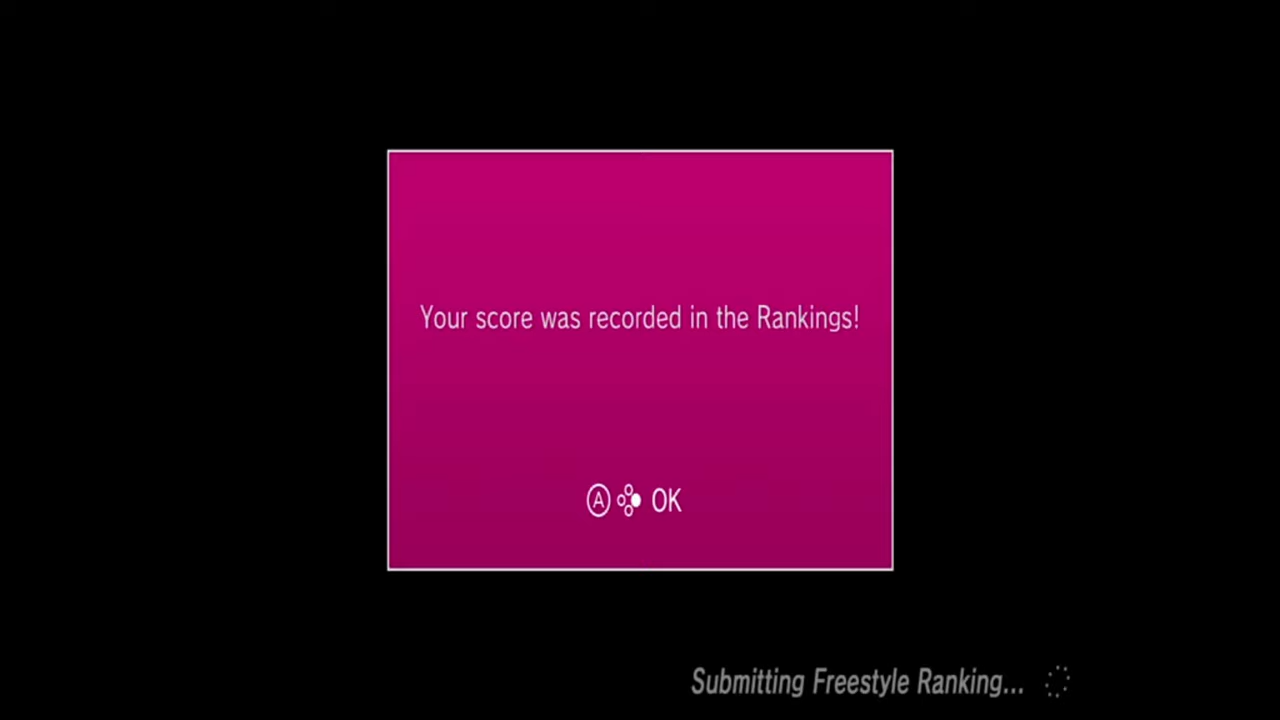 Your score was recorded in the Rankings!
Ⓐ OK
Submitting Freestyle Ranking...